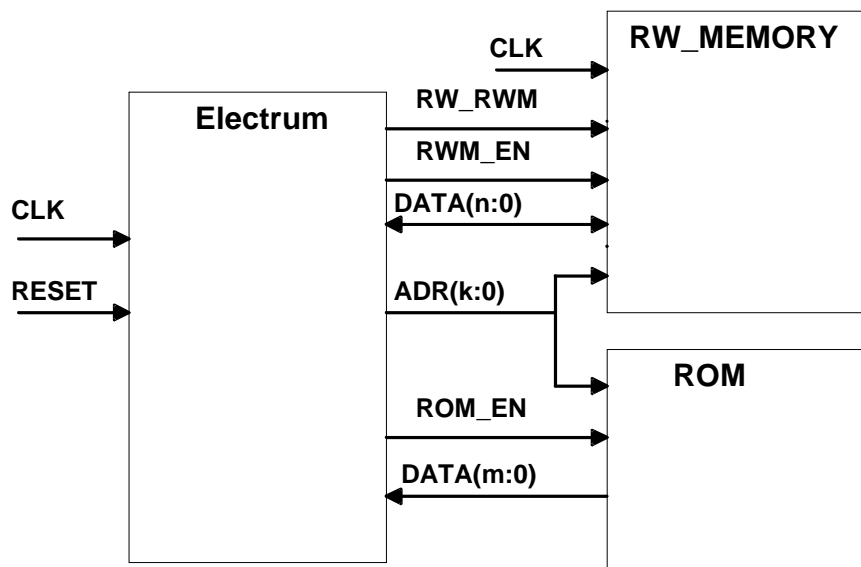 RW_MEMORY
CLK
RW_RWM
Electrum
RWM_EN
DATA(n:0)
CLK
RESET
ADR(k:0)
ROM
ROM_EN
DATA(m:0)